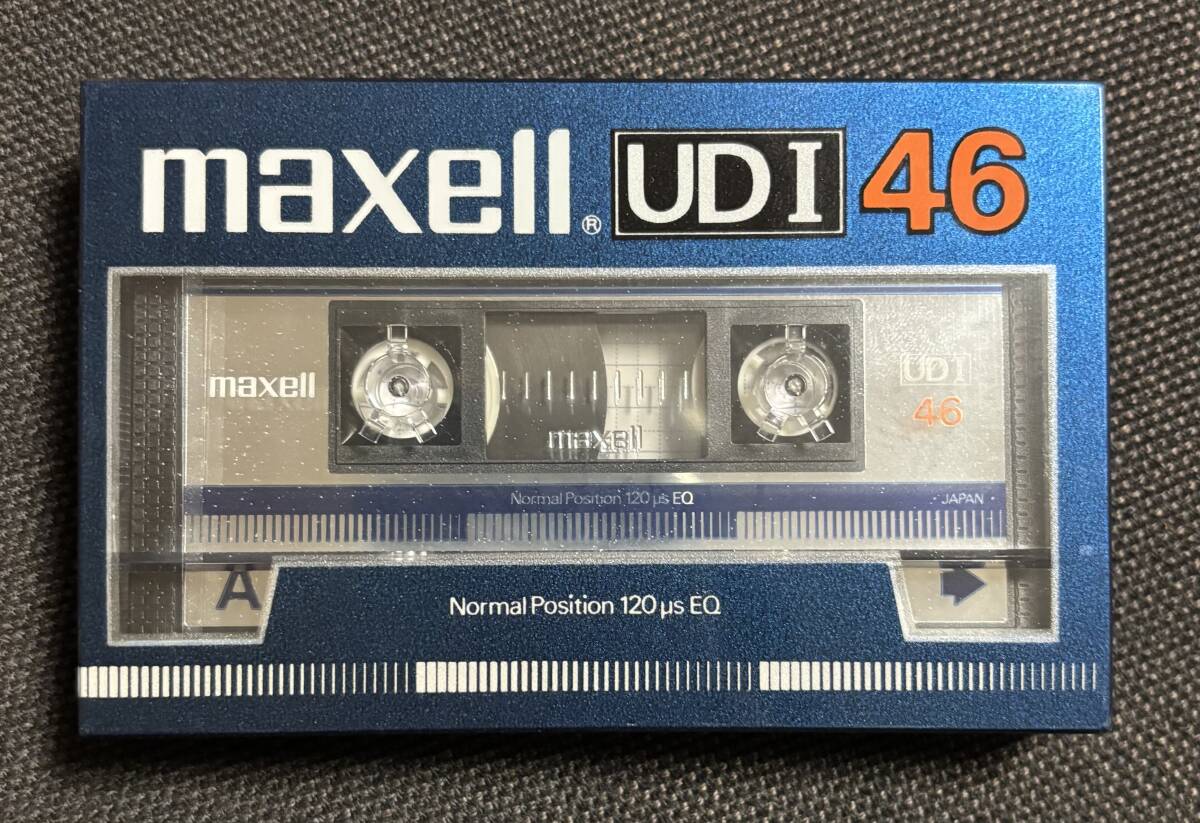 maxell® UD I 46
maxell
UD I
46
maxell
Normal Position 120 µs EQ
JAPAN
A
Normal Position 120 µs EQ